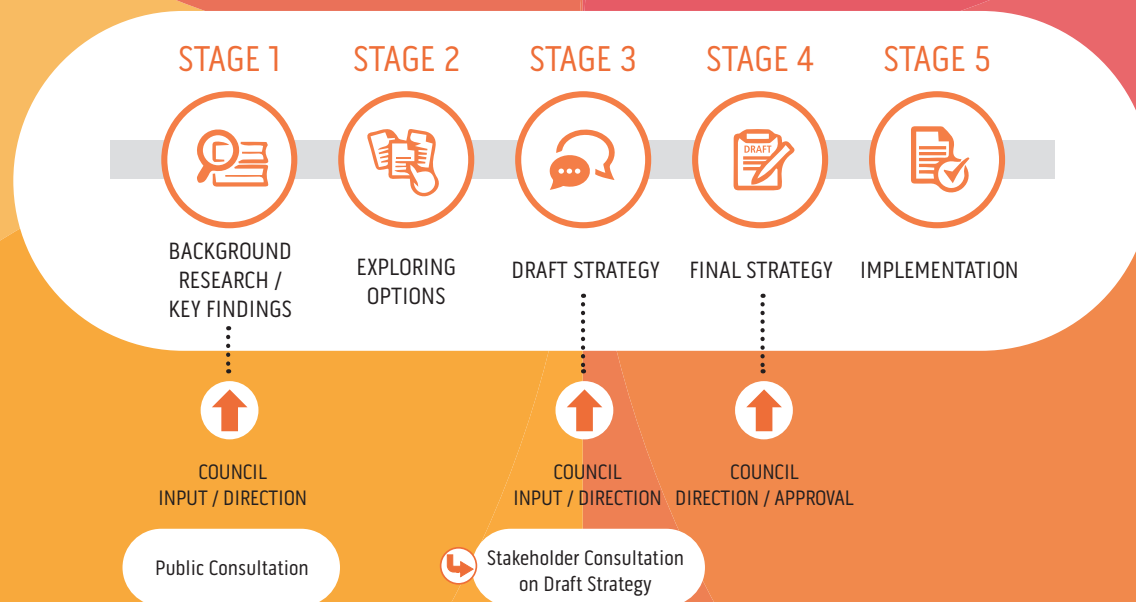 STAGE 1
STAGE 2
STAGE 3
STAGE 4
STAGE 5
DRAFT
BACKGROUND
RESEARCH /
KEY FINDINGS
EXPLORING
OPTIONS
DRAFT STRATEGY
FINAL STRATEGY
IMPLEMENTATION
COUNCIL
INPUT / DIRECTION
COUNCIL
INPUT / DIRECTION
COUNCIL
DIRECTION / APPROVAL
Public Consultation
Stakeholder Consultation
on Draft Strategy